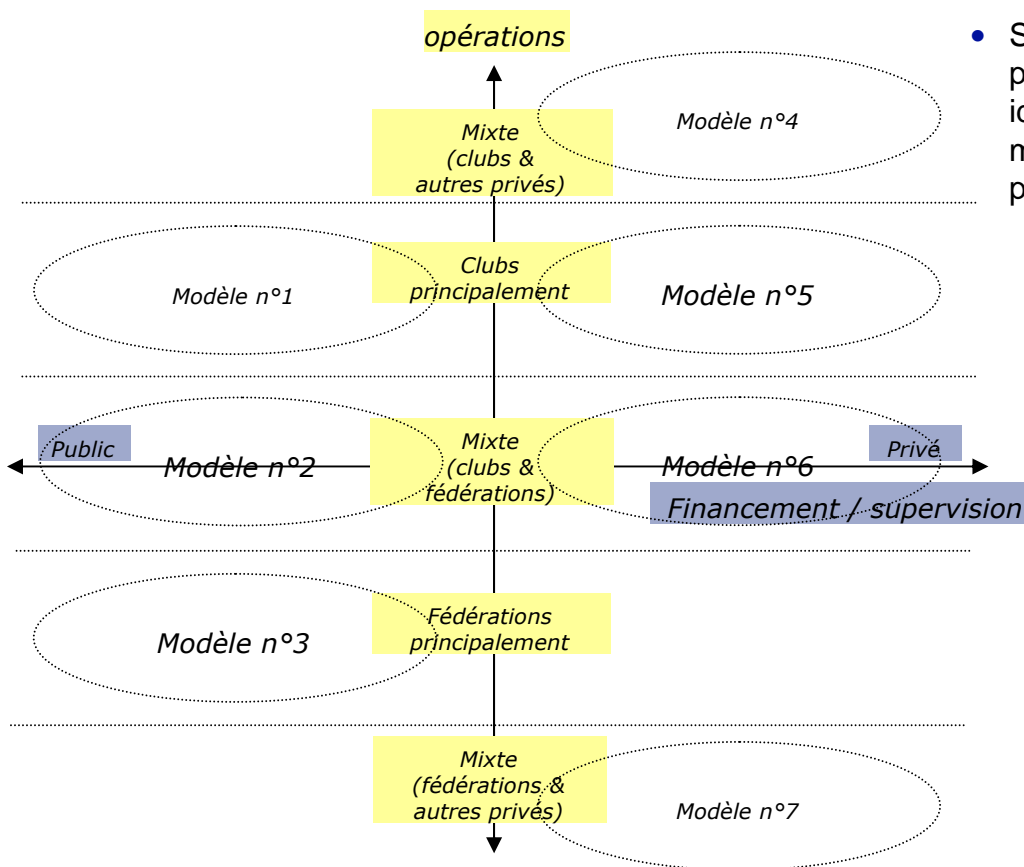 opérations
Modèle n°4
Mixte
(clubs &
autres privés)
Clubs
principalement
Modèle n°1
Modèle n°5
Public
Modèle n°2
Mixte
(clubs &
fédérations)
Modèle n°6
Privé
Financement / supervision
Fédérations
principalement
Modèle n°3
Mixte
(fédérations &
autres privés)
Modèle n°7